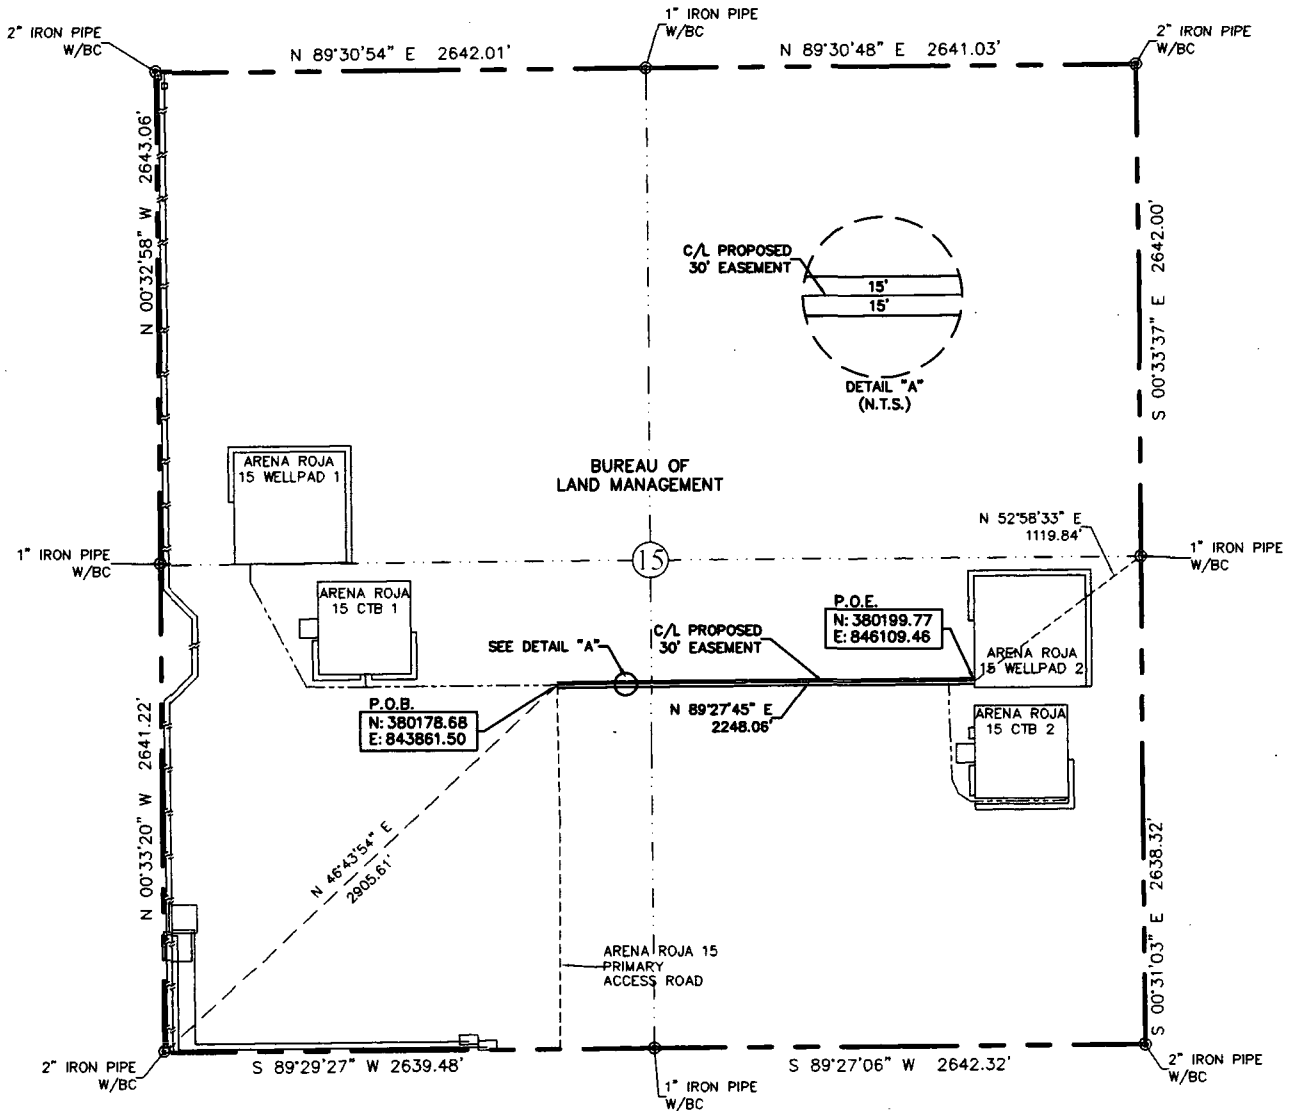 2" IRON PIPE
W/BC
N 89°30'54" E 2642.01'
1" IRON PIPE
W/BC
N 89°30'48" E 2641.03'
2" IRON PIPE
W/BC
N 00°32'58" W 2643.06'
S 00°33'37" E 2642.00'
C/L PROPOSED
30' EASEMENT
15'
15'
DETAIL "A"
(N.T.S.)
ARENA ROJA
15 WELLPAD 1
BUREAU OF
LAND MANAGEMENT
N 52°58'33" E
1119.84'
1" IRON PIPE
W/BC
15
1" IRON PIPE
W/BC
ARENA ROJA
15 CTB 1
P.O.E.
N: 380199.77
E: 846109.46
SEE DETAIL "A"
C/L PROPOSED
30' EASEMENT
ARENA ROJA
15 WELLPAD 2
P.O.B.
N: 380178.68
E: 843861.50
N 89°27'45" E
2248.06'
ARENA ROJA
15 CTB 2
N 00°33'20" W 2641.22'
N 46°43'54" E
2905.61'
S 00°31'03" E 2638.32'
ARENA ROJA 15
PRIMARY
ACCESS ROAD
2" IRON PIPE
W/BC
S 89°29'27" W 2639.48'
1" IRON PIPE
W/BC
S 89°27'06" W 2642.32'
2" IRON PIPE
W/BC